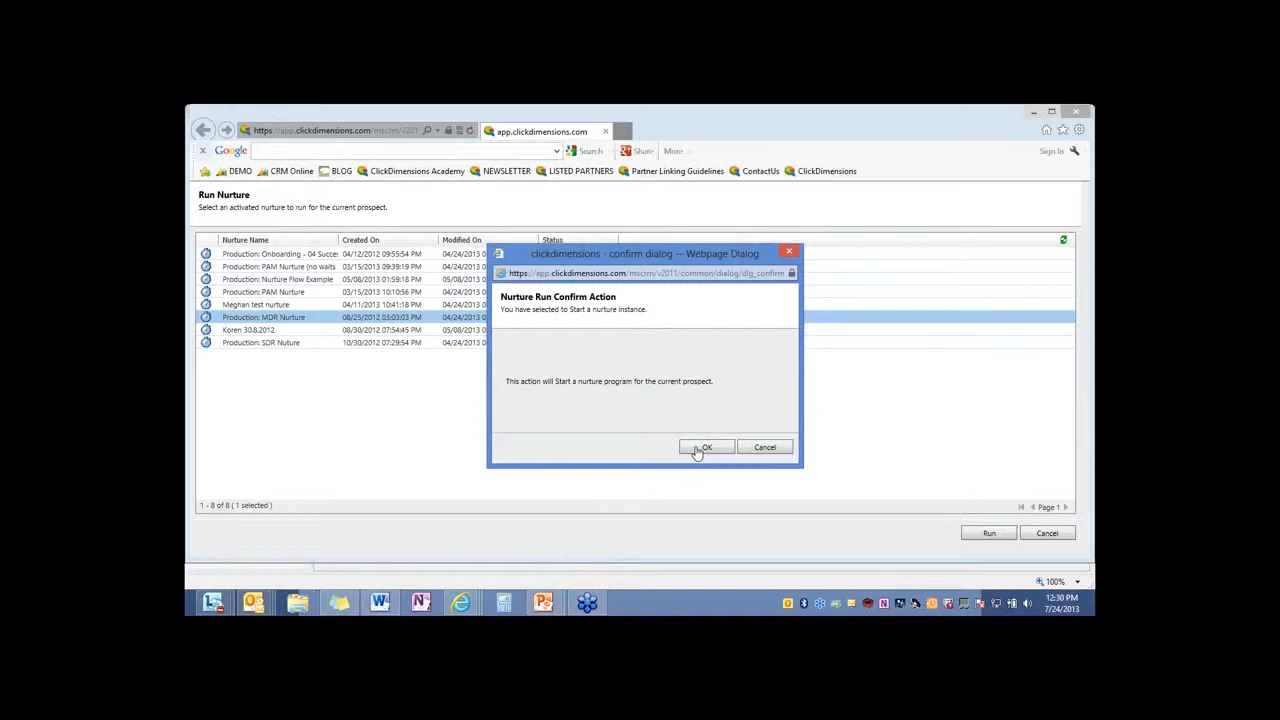 https://app.clickdimensions.com/mscrm/v201
app.clickdimensions.com
Google
Search
Share
More
Sign In
DEMO
CRM Online
BLOG
ClickDimensions Academy
NEWSLETTER
LISTED PARTNERS
Partner Linking Guidelines
ContactUs
ClickDimensions
Run Nurture
Select an activated nurture to run for the current prospect.
Nurture Name Created On Modified On Status
Production: Onboarding - 04 Succes 04/12/2012 09:55:54 PM 04/24/2013 0
Production: PAM Nurture (no waits 03/15/2013 09:39:19 PM 04/24/2013 0
Production: Nurture Flow Example 05/08/2013 01:59:18 PM 04/24/2013 0
Production: PAM Nurture 03/15/2013 10:10:56 PM 04/24/2013 0
Meghan test nurture 04/11/2013 10:41:18 PM 04/24/2013 0
Production: MDR Nurture 08/25/2012 03:03:03 PM 04/24/2013 0
Koren 30.8.2012 08/30/2012 07:54:45 PM 05/08/2013 0
Production: SDR Nuture 10/30/2012 07:29:54 PM 04/24/2013 0
clickdimensions - confirm dialog -- Webpage Dialog
https://app.clickdimensions.com/mscrm/v2011/common/dialog/dlg_confirm
Nurture Run Confirm Action
You have selected to Start a nurture instance.
This action will Start a nurture program for the current prospect.
OK
Cancel
1 - 8 of 8 ( 1 selected )
Page 1
Run
Cancel
100%
12:30 PM
7/24/2013